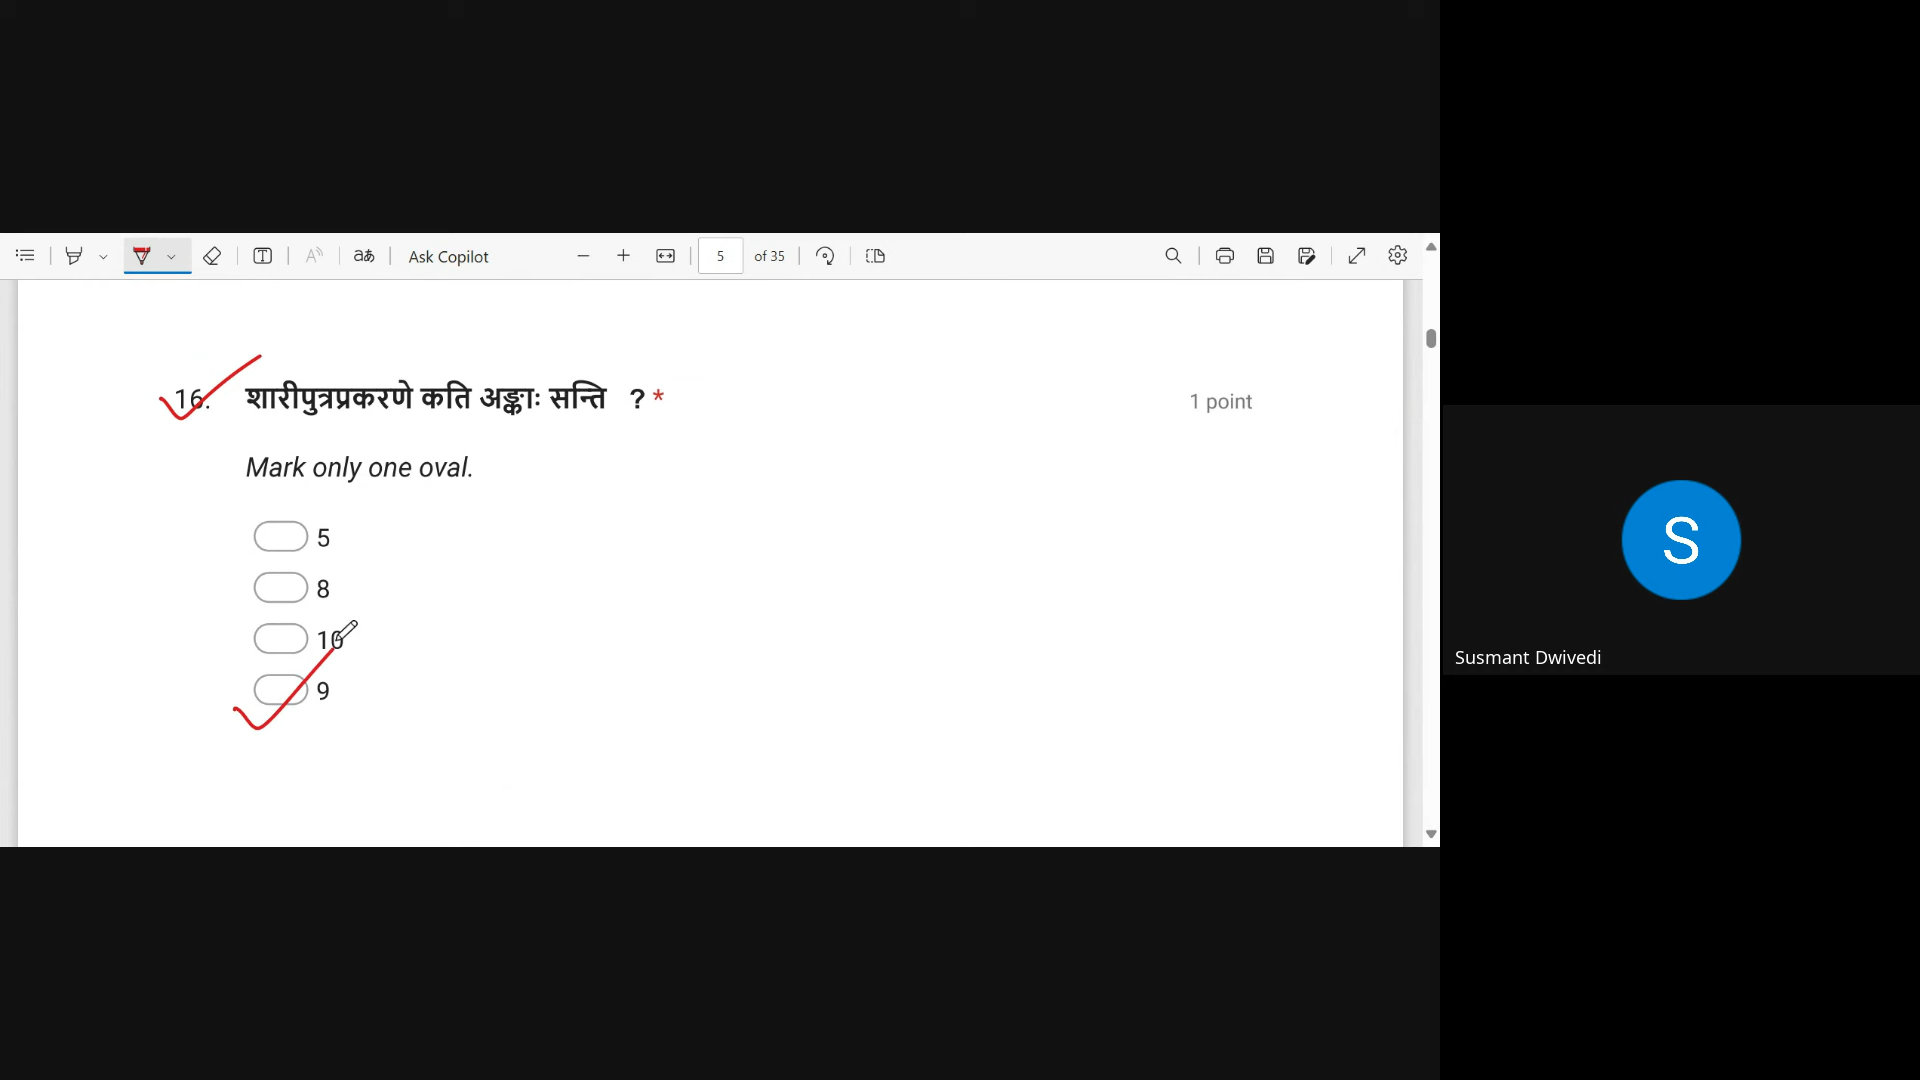 Ask Copilot
5 of 35
16. शारीपुत्रप्रकरणे कति अङ्काः सन्ति ? *
1 point
Mark only one oval.
5
8
10
9
S
Susmant Dwivedi